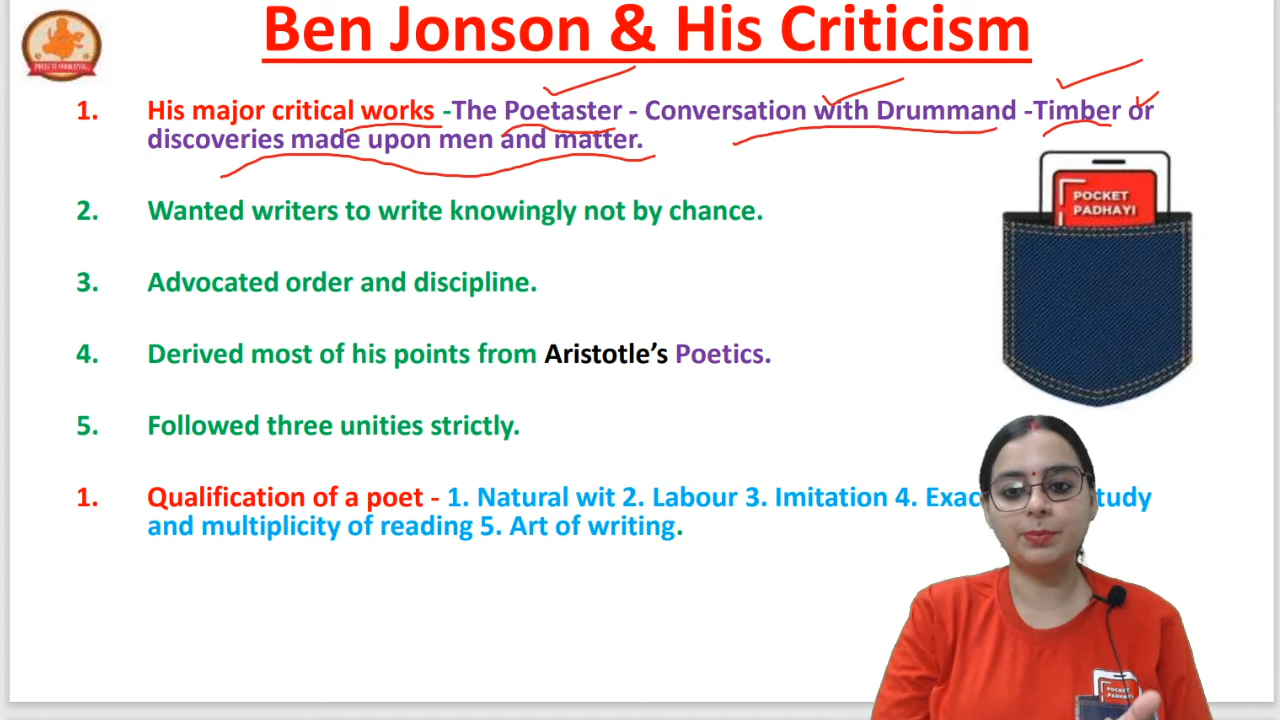 Ben Jonson & His Criticism
1. His major critical works -The Poetaster - Conversation with Drummand -Timber or
discoveries made upon men and matter.
POCKET
PADHAYI
2. Wanted writers to write knowingly not by chance.
3. Advocated order and discipline.
4. Derived most of his points from Aristotle’s Poetics.
5. Followed three unities strictly.
1. Qualification of a poet - 1. Natural wit 2. Labour 3. Imitation 4.
and multiplicity of reading 5. Art of writing.
POCKET
PADHAYI